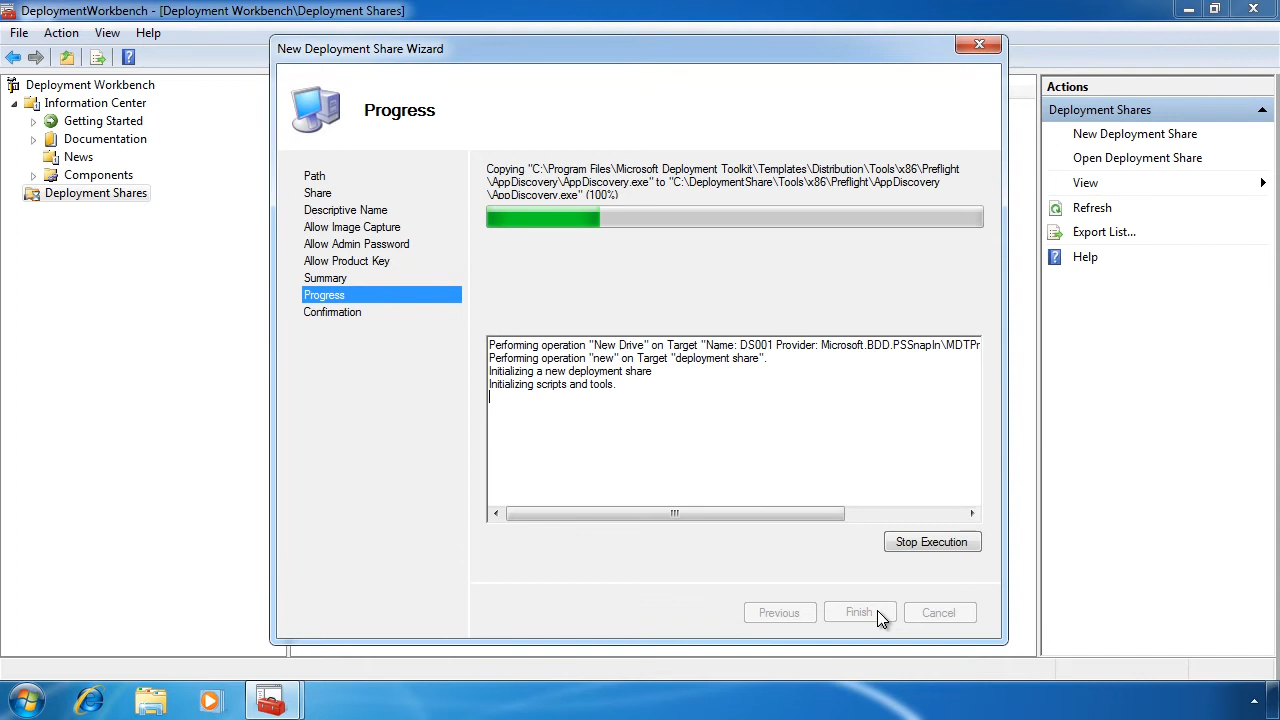 DeploymentWorkbench - [Deployment Workbench\Deployment Shares]
File Action View Help
Deployment Workbench
Information Center
Getting Started
Documentation
News
Components
Deployment Shares
New Deployment Share Wizard
Progress
Path
Share
Descriptive Name
Allow Image Capture
Allow Admin Password
Allow Product Key
Summary
Progress
Confirmation
Copying "C:\Program Files\Microsoft Deployment Toolkit\Templates\Distribution\Tools\x86\Preflight
\AppDiscovery\AppDiscovery.exe" to "C:\DeploymentShare\Tools\x86\Preflight\AppDiscovery
\AppDiscovery.exe" (100%)
Performing operation "New Drive" on Target "Name: DS001 Provider: Microsoft.BDD.PSSnapIn\MDTPr
Performing operation "new" on Target "deployment share".
Initializing a new deployment share
Initializing scripts and tools.
Stop Execution
Previous Finish Cancel
Actions
Deployment Shares
New Deployment Share
Open Deployment Share
View
Refresh
Export List...
Help